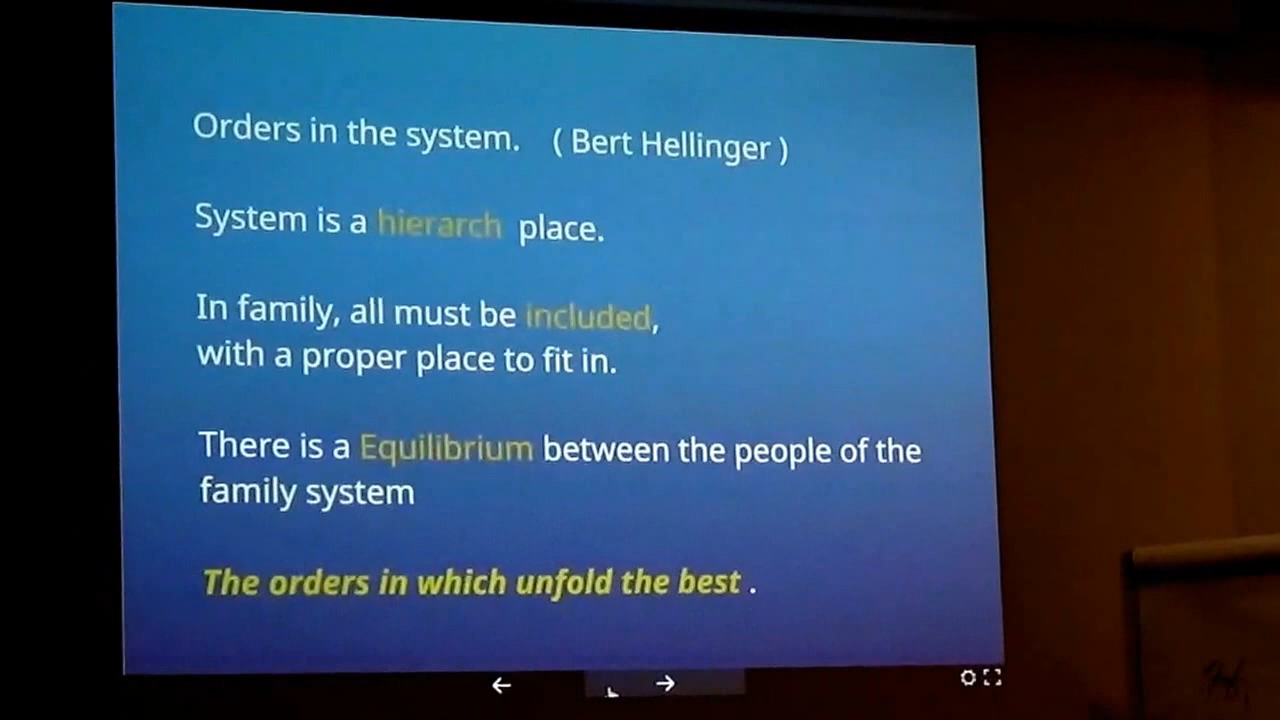 Orders in the system. ( Bert Hellinger )
System is a hierarch place.
In family, all must be included,
with a proper place to fit in.
There is a Equilibrium between the people of the
family system
The orders in which unfold the best .